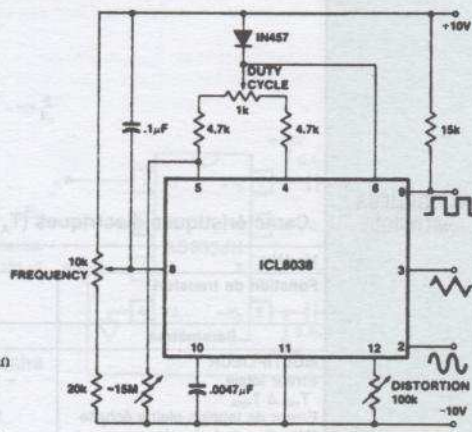 +10V
IN457
DUTY
CYCLE
1k
.1µF
4.7k
4.7k
15k
5
4
6
9
10k
FREQUENCY
8
ICL8038
3
10
11
12
2
Ω
20k
~15M
.0047µF
DISTORTION
100k
-10V